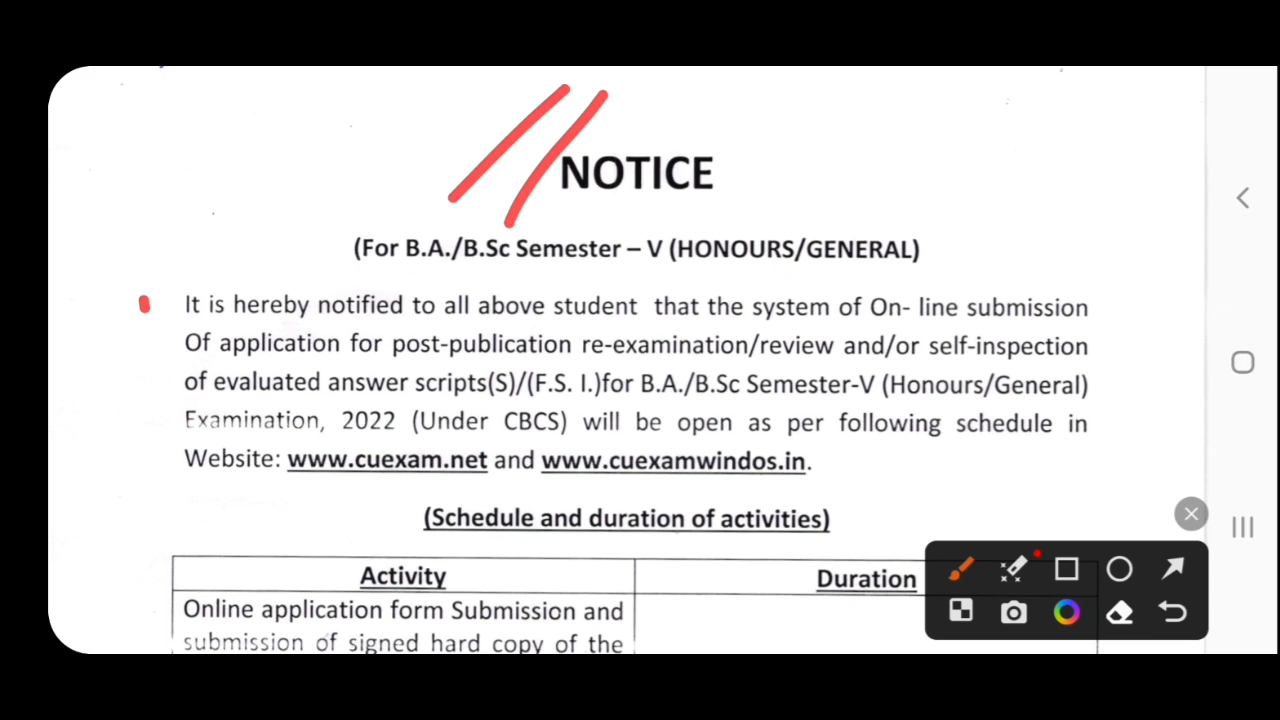 NOTICE
(For B.A./B.Sc Semester – V (HONOURS/GENERAL)
It is hereby notified to all above student that the system of On- line submission
Of application for post-publication re-examination/review and/or self-inspection
of evaluated answer scripts(S)/(F.S. I.)for B.A./B.Sc Semester-V (Honours/General)
Examination, 2022 (Under CBCS) will be open as per following schedule in
Website: www.cuexam.net and www.cuexamwindos.in.
(Schedule and duration of activities)
Activity Duration
Online application form Submission and
submission of signed hard copy of the